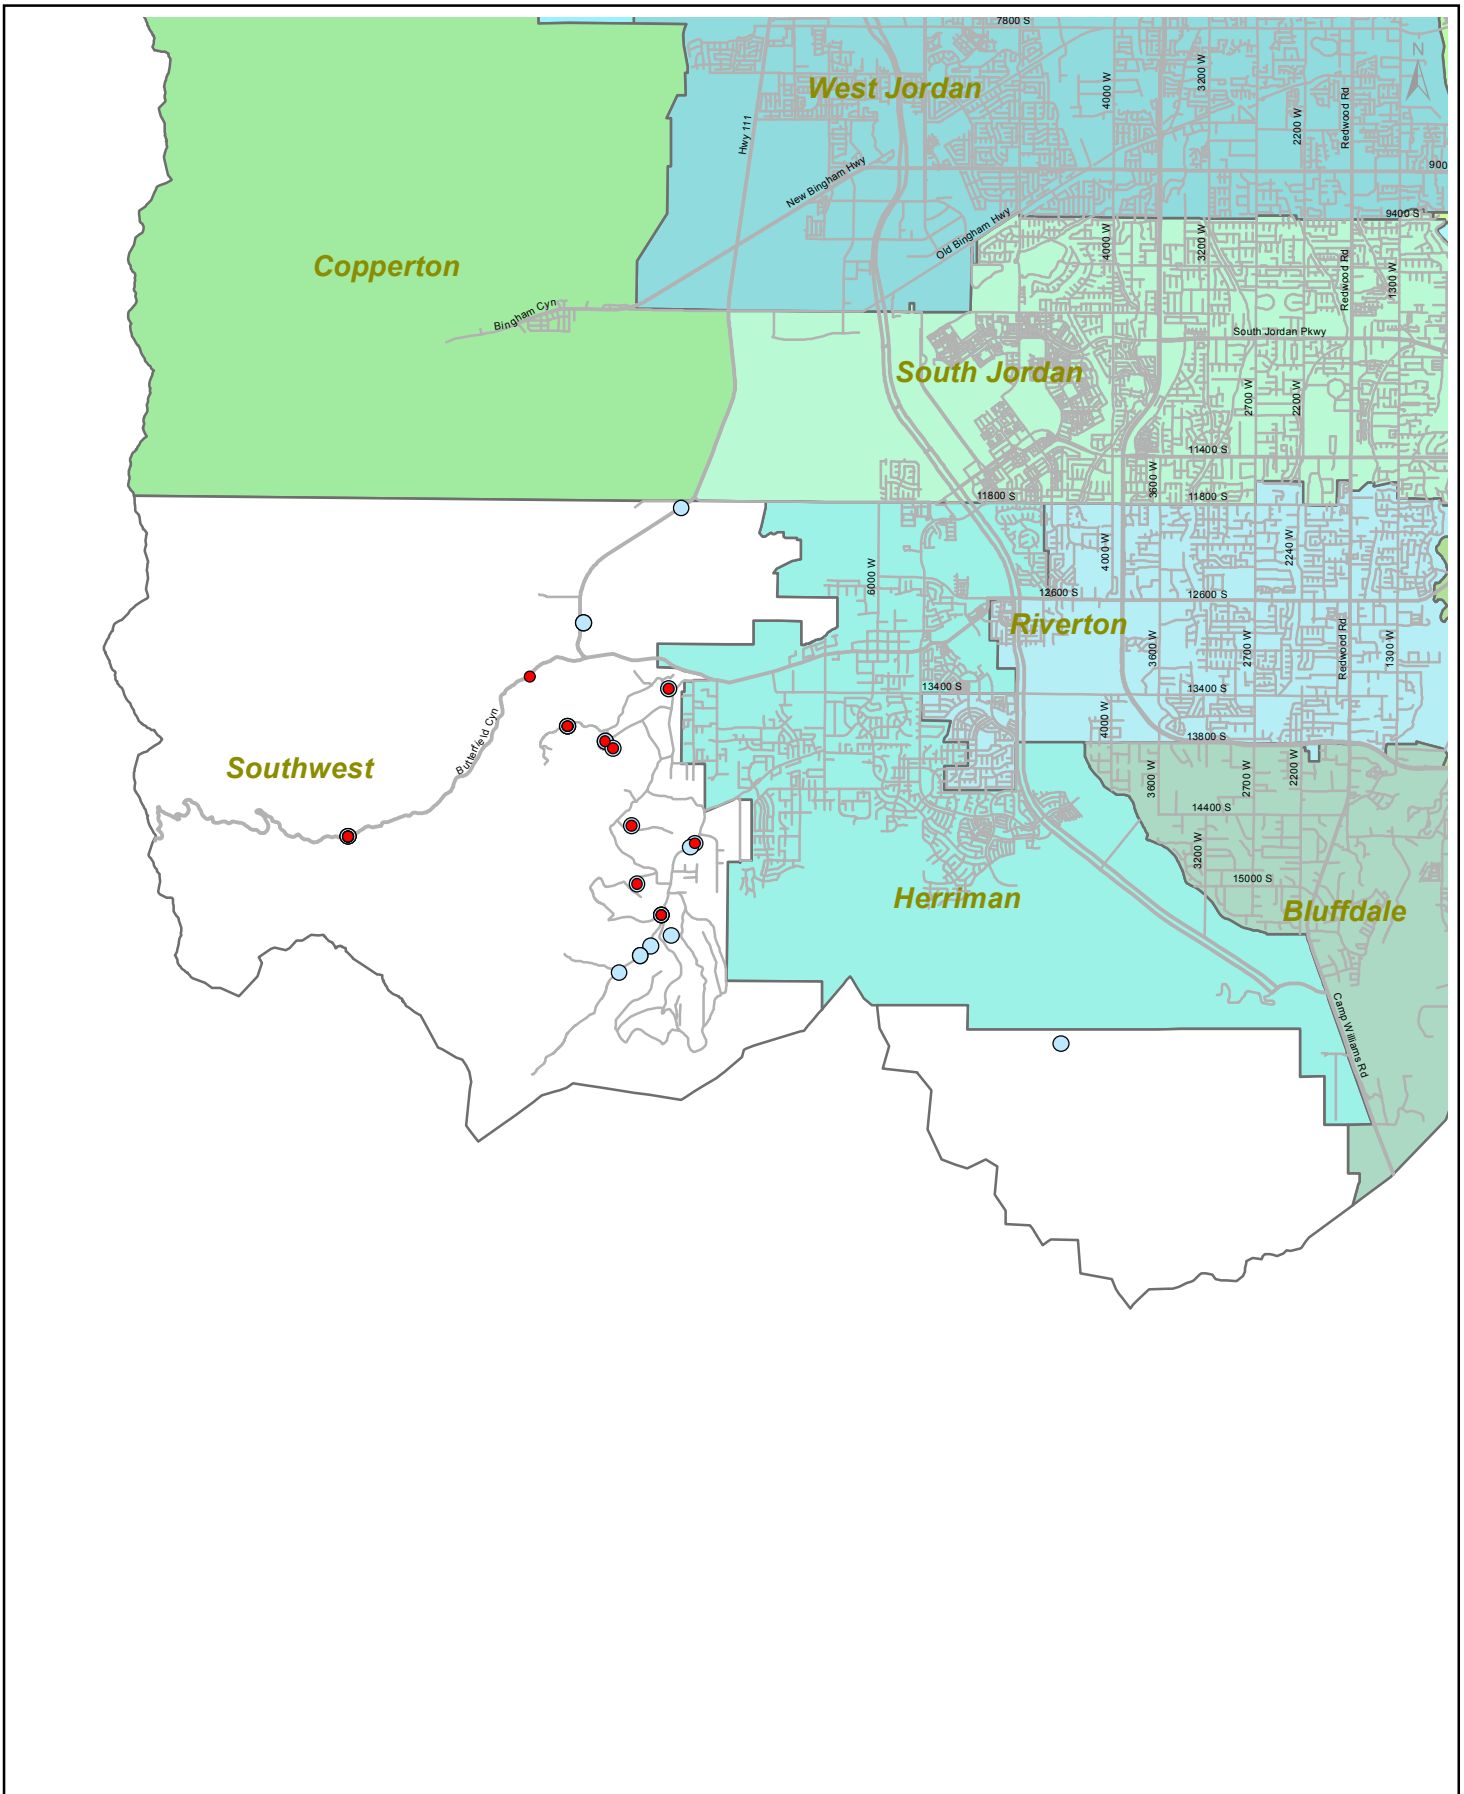 7800 S
N
West Jordan
4000 W
3200 W
2200 W
Redwood Rd
Hwy 111
New Bingham Hwy
900
9400 S
Old Bingham Hwy
4000 W
3200 W
Redwood Rd
1300 W
Copperton
Bingham Cyn
South Jordan Pkwy
South Jordan
2700 W
2200 W
11400 S
3600 W
11800 S
11800 S
6000 W
4000 W
2240 W
12600 S
12600 S
Riverton
3600 W
2700 W
Redwood Rd
1300 W
13400 S
13400 S
4000 W
13800 S
Butterfield Cyn
Southwest
3600 W
2700 W
2200 W
14400 S
3200 W
15000 S
Herriman
Bluffdale
Camp Williams Rd